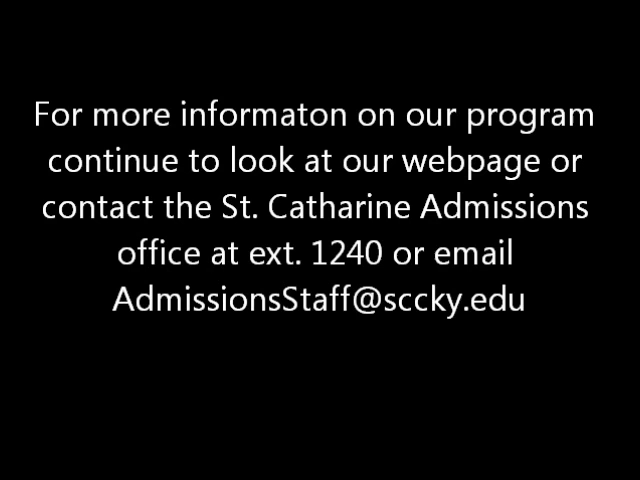 For more informaton on our program
continue to look at our webpage or
contact the St. Catharine Admissions
office at ext. 1240 or email
AdmissionsStaff@sccky.edu